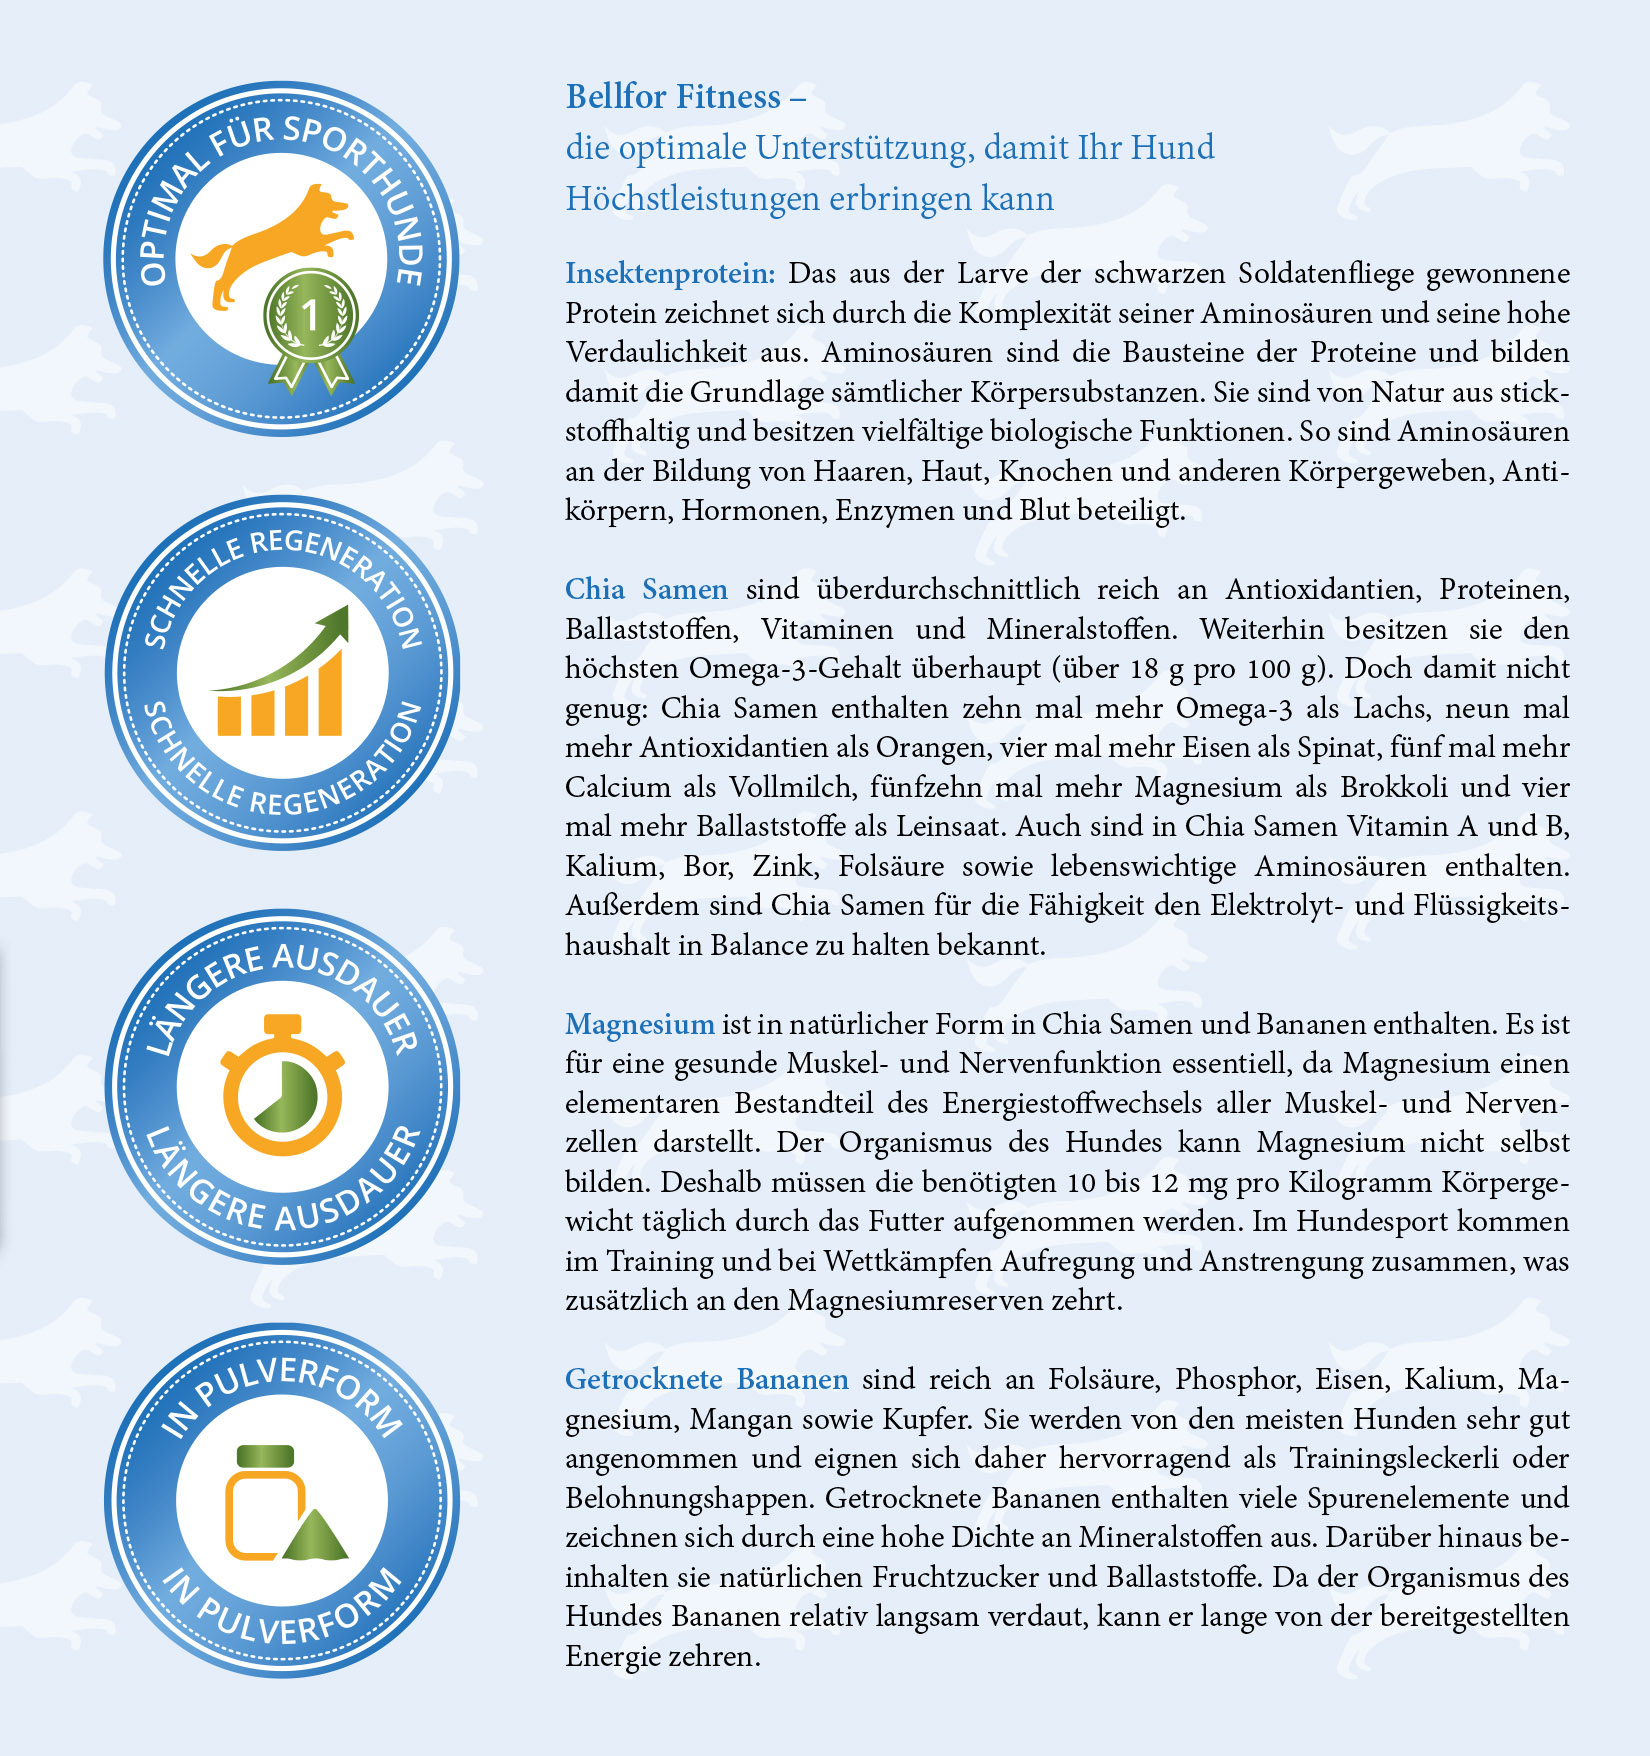 OPTIMAL FÜR SPORTHUNDE
1
SCHNELLE REGENERATION
SCHNELLE REGENERATION
LÄNGERE AUSDAUER
LÄNGERE AUSDAUER
IN PULVERFORM
IN PULVERFORM
Bellfor Fitness –
die optimale Unterstützung, damit Ihr Hund
Höchstleistungen erbringen kann
Insektenprotein: Das aus der Larve der schwarzen Soldatenfliege gewonnene
Protein zeichnet sich durch die Komplexität seiner Aminosäuren und seine hohe
Verdaulichkeit aus. Aminosäuren sind die Bausteine der Proteine und bilden
damit die Grundlage sämtlicher Körpersubstanzen. Sie sind von Natur aus stick-
stoffhaltig und besitzen vielfältige biologische Funktionen. So sind Aminosäuren
an der Bildung von Haaren, Haut, Knochen und anderen Körpergeweben, Anti-
körpern, Hormonen, Enzymen und Blut beteiligt.
Chia Samen sind überdurchschnittlich reich an Antioxidantien, Proteinen,
Ballaststoffen, Vitaminen und Mineralstoffen. Weiterhin besitzen sie den
höchsten Omega-3-Gehalt überhaupt (über 18 g pro 100 g). Doch damit nicht
genug: Chia Samen enthalten zehn mal mehr Omega-3 als Lachs, neun mal
mehr Antioxidantien als Orangen, vier mal mehr Eisen als Spinat, fünf mal mehr
Calcium als Vollmilch, fünfzehn mal mehr Magnesium als Brokkoli und vier
mal mehr Ballaststoffe als Leinsaat. Auch sind in Chia Samen Vitamin A und B,
Kalium, Bor, Zink, Folsäure sowie lebenswichtige Aminosäuren enthalten.
Außerdem sind Chia Samen für die Fähigkeit den Elektrolyt- und Flüssigkeits-
haushalt in Balance zu halten bekannt.
Magnesium ist in natürlicher Form in Chia Samen und Bananen enthalten. Es ist
für eine gesunde Muskel- und Nervenfunktion essentiell, da Magnesium einen
elementaren Bestandteil des Energiestoffwechsels aller Muskel- und Nerven-
zellen darstellt. Der Organismus des Hundes kann Magnesium nicht selbst
bilden. Deshalb müssen die benötigten 10 bis 12 mg pro Kilogramm Körperge-
wicht täglich durch das Futter aufgenommen werden. Im Hundesport kommen
im Training und bei Wettkämpfen Aufregung und Anstrengung zusammen, was
zusätzlich an den Magnesiumreserven zehrt.
Getrocknete Bananen sind reich an Folsäure, Phosphor, Eisen, Kalium, Ma-
gnesium, Mangan sowie Kupfer. Sie werden von den meisten Hunden sehr gut
angenommen und eignen sich daher hervorragend als Trainingsleckerli oder
Belohnungshappen. Getrocknete Bananen enthalten viele Spurenelemente und
zeichnen sich durch eine hohe Dichte an Mineralstoffen aus. Darüber hinaus be-
inhalten sie natürlichen Fruchtzucker und Ballaststoffe. Da der Organismus des
Hundes Bananen relativ langsam verdaut, kann er lange von der bereitgestellten
Energie zehren.